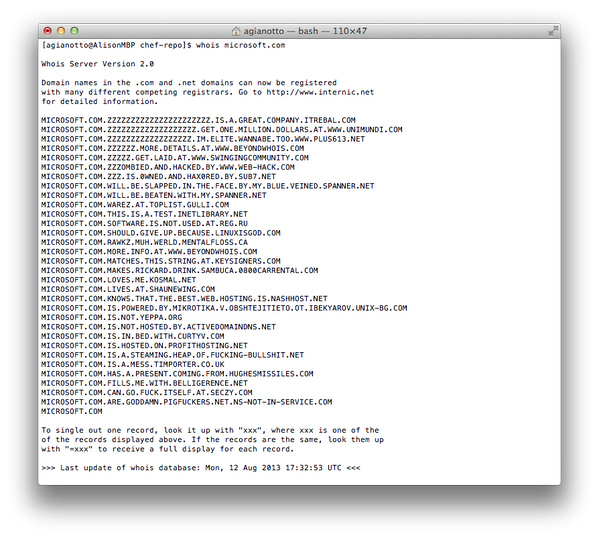 agianotto — bash — 110×47
[agianotto@AlisonMBP chef-repo]$ whois microsoft.com
Whois Server Version 2.0
Domain names in the .com and .net domains can now be registered
with many different competing registrars. Go to http://www.internic.net
for detailed information.
MICROSOFT.COM.ZZZZZZZZZZZZZZZZZZZZZZ.IS.A.GREAT.COMPANY.ITREBAL.COM
MICROSOFT.COM.ZZZZZZZZZZZZZZZZZZZ.GET.ONE.MILLION.DOLLARS.AT.WWW.UNIMUNDI.COM
MICROSOFT.COM.ZZZZZZZZZZZZZZZZZZ.IM.ELITE.WANNABE.TOO.WWW.PLUS613.NET
MICROSOFT.COM.ZZZZZZ.MORE.DETAILS.AT.WWW.BEYONDWHOIS.COM
MICROSOFT.COM.ZZZZZ.GET.LAID.AT.WWW.SWINGINGCOMMUNITY.COM
MICROSOFT.COM.ZZZOMBIED.AND.HACKED.BY.WWW.WEB-HACK.COM
MICROSOFT.COM.ZZZ.IS.0WNED.AND.HAX0RED.BY.SUB7.NET
MICROSOFT.COM.WILL.BE.SLAPPED.IN.THE.FACE.BY.MY.BLUE.VEINED.SPANNER.NET
MICROSOFT.COM.WILL.BE.BEATEN.WITH.MY.SPANNER.NET
MICROSOFT.COM.WAREZ.AT.TOPLIST.GULLI.COM
MICROSOFT.COM.THIS.IS.A.TEST.INETLIBRARY.NET
MICROSOFT.COM.SOFTWARE.IS.NOT.USED.AT.REG.RU
MICROSOFT.COM.SHOULD.GIVE.UP.BECAUSE.LINUXISGOD.COM
MICROSOFT.COM.RAWKZ.MUH.WERLD.MENTALFLOSS.CA
MICROSOFT.COM.MORE.INFO.AT.WWW.BEYONDWHOIS.COM
MICROSOFT.COM.MATCHES.THIS.STRING.AT.KEYSIGNERS.COM
MICROSOFT.COM.MAKES.RICKARD.DRINK.SAMBUCA.0800CARRENTAL.COM
MICROSOFT.COM.LOVES.ME.KOSMAL.NET
MICROSOFT.COM.LIVES.AT.SHAUNEWING.COM
MICROSOFT.COM.KNOWS.THAT.THE.BEST.WEB.HOSTING.IS.NASHHOST.NET
MICROSOFT.COM.IS.POWERED.BY.MIKROTIKA.V.OBSHTEJITIETO.OT.IBEKYAROV.UNIX-BG.COM
MICROSOFT.COM.IS.NOT.YEPPA.ORG
MICROSOFT.COM.IS.NOT.HOSTED.BY.ACTIVEDOMAINDNS.NET
MICROSOFT.COM.IS.IN.BED.WITH.CURTYV.COM
MICROSOFT.COM.IS.HOSTED.ON.PROFITHOSTING.NET
MICROSOFT.COM.IS.A.STEAMING.HEAP.OF.FUCKING-BULLSHIT.NET
MICROSOFT.COM.IS.A.MESS.TIMPORTER.CO.UK
MICROSOFT.COM.HAS.A.PRESENT.COMING.FROM.HUGHESMISSILES.COM
MICROSOFT.COM.FILLS.ME.WITH.BELLIGERENCE.NET
MICROSOFT.COM.CAN.GO.FUCK.ITSELF.AT.SECZY.COM
MICROSOFT.COM.ARE.GODDAMN.PIGFUCKERS.NET.NS-NOT-IN-SERVICE.COM
MICROSOFT.COM
To single out one record, look it up with "xxx", where xxx is one of the
of the records displayed above. If the records are the same, look them up
with "=xxx" to receive a full display for each record.
>>> Last update of whois database: Mon, 12 Aug 2013 17:32:53 UTC <<<